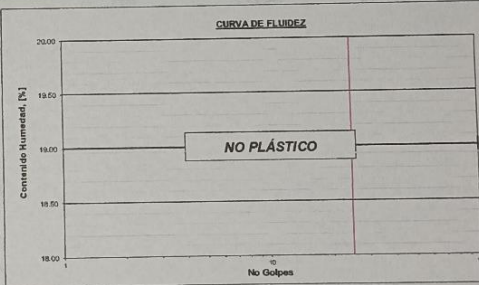 CURVA DE FLUIDEZ
Contenido Humedad, [%]
20.00
19.50
19.00
18.50
18.00
NO PLÁSTICO
1
10
No Golpes